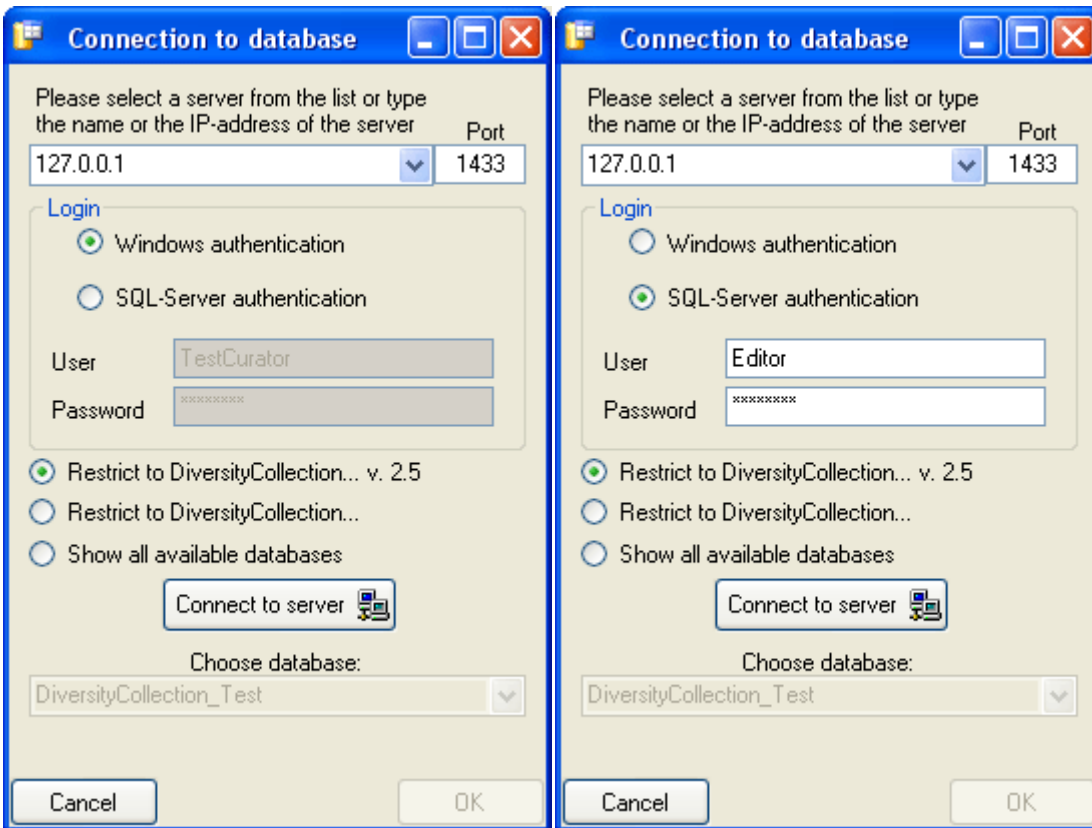 Connection to database
Please select a server from the list or type
the name or the IP-address of the server Port
127.0.0.1 1433
Login
Windows authentication
SQL-Server authentication
User TestCurator
Password xxxxxxxx
Restrict to DiversityCollection... v. 2.5
Restrict to DiversityCollection...
Show all available databases
Connect to server
Choose database:
DiversityCollection_Test
Cancel OK
Connection to database
Please select a server from the list or type
the name or the IP-address of the server Port
127.0.0.1 1433
Login
Windows authentication
SQL-Server authentication
User Editor
Password xxxxxxxx
Restrict to DiversityCollection... v. 2.5
Restrict to DiversityCollection...
Show all available databases
Connect to server
Choose database:
DiversityCollection_Test
Cancel OK